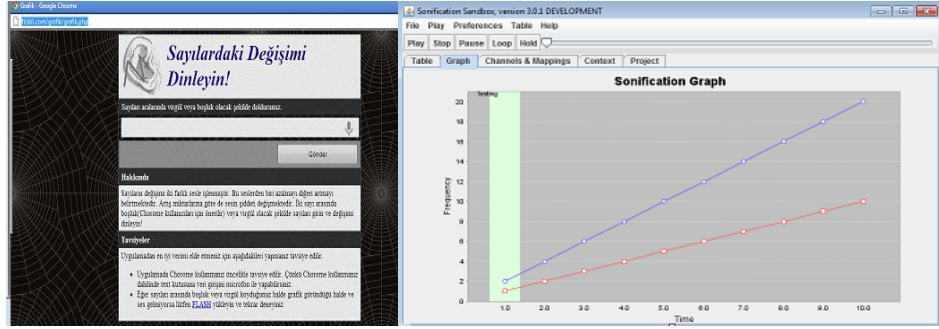 Grafik - Google Chrome
fizikli.com/grafik/grafik.php
Sayılardaki Değişimi
Dinleyin!
Sayıları aralarında virgül veya boşluk olacak şekilde doldurunuz.
Gönder
Hakkında
Sayıların değişimi iki farklı sesle işlenmiştir. Bu seslerden biri azalmayı diğeri artmayı
belirtmektedir. Artış miktarlarına göre de sesin şiddeti değişmektedir. İki sayı arasında
boşluk(Chorome kullanıcıları için önerilir) veya virgül olacak şekilde sayıları girin ve değişimi
dinleyin!
Tavsiyeler
Uygulamadan en iyi verimi elde etmeniz için aşağıdakileri yapmanız tavsiye edilir.
• Uygulamada Choreme kullanmanız öncelikle tavsiye edilir. Çünkü Choreme kullanmanız
dahilinde text kutusuna veri girişini microfon ile yapabilirsiniz.
• Eğer sayıları arasında boşluk veya virgül koyduğunuz halde grafik göründüğü halde ve
ses gelmiyorsa lütfen FLASH yükleyin ve tekrar deneyiniz
Sonification Sandbox, version 3.0.1 DEVELOPMENT
File Play Preferences Table Help
Play Stop Pause Loop Hold
Table Graph Channels & Mappings Context Project
Sonification Graph
Testing
20
18
16
14
12
10
8
6
4
2
0
Frequency
1.0 2.0 3.0 4.0 5.0 6.0 7.0 8.0 9.0 10.0
Time